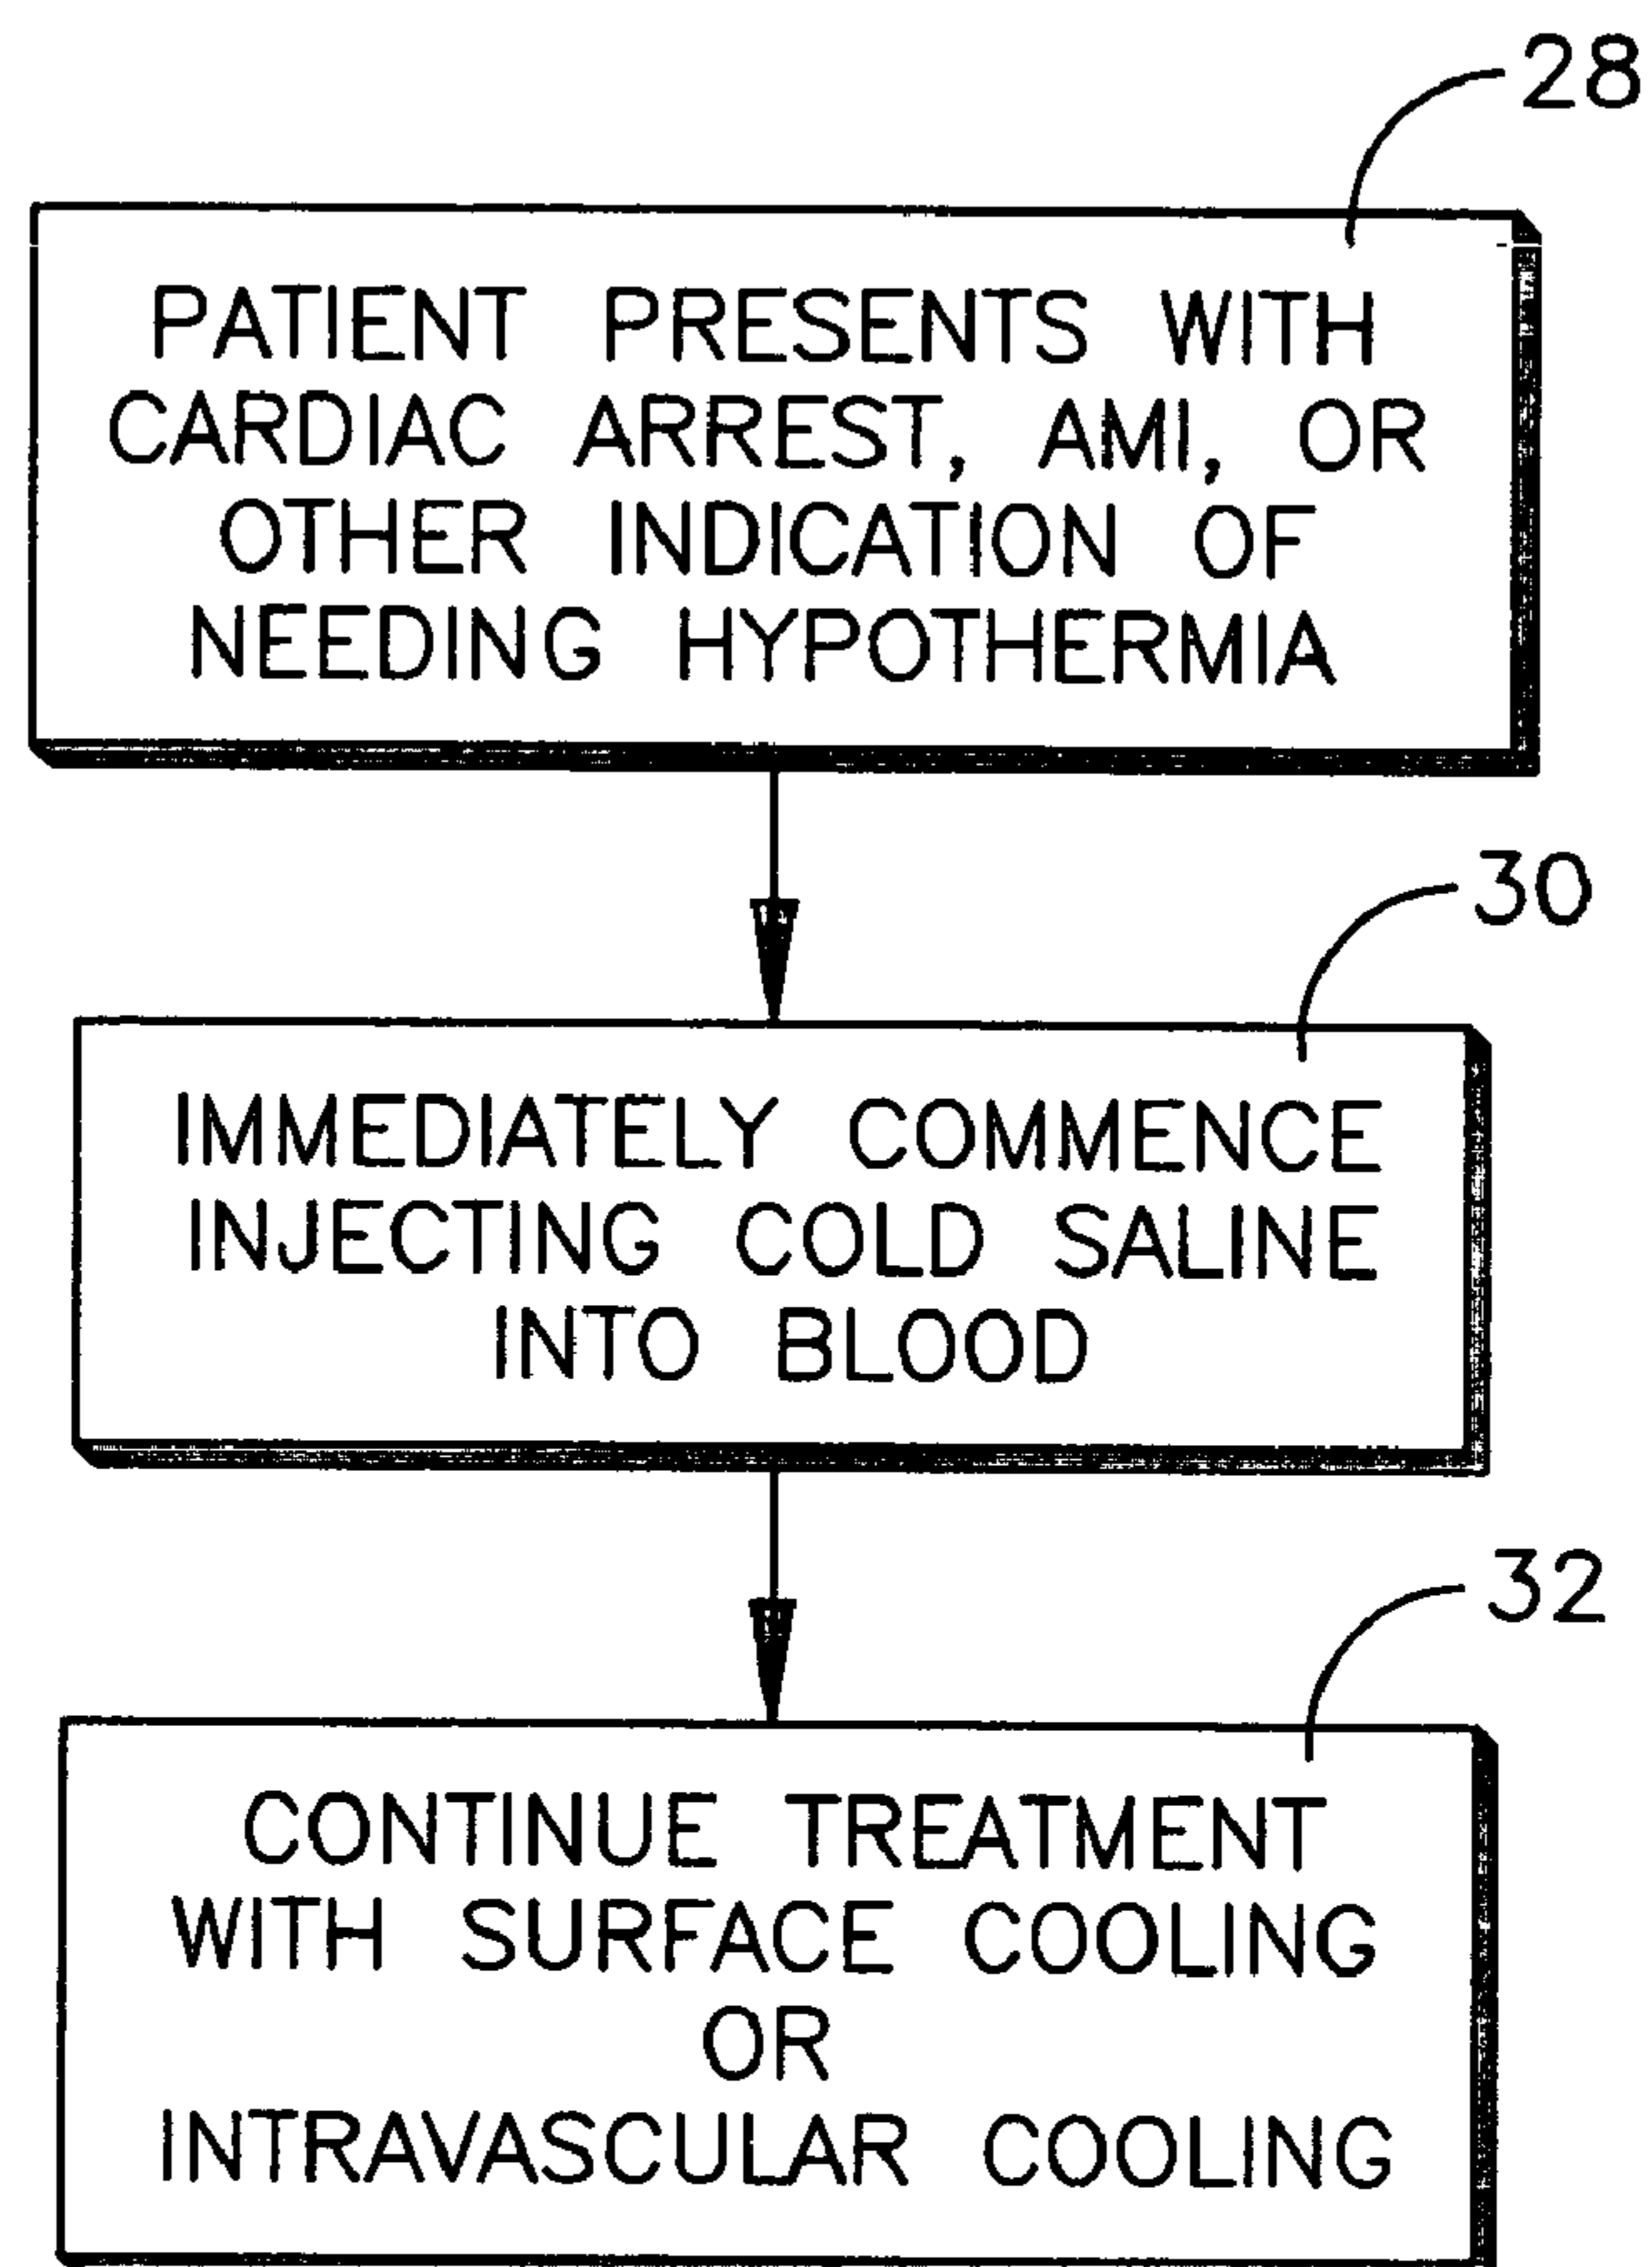 28
PATIENT PRESENTS WITH
CARDIAC ARREST, AMI, OR
OTHER INDICATION OF
NEEDING HYPOTHERMIA
30
IMMEDIATELY COMMENCE
INJECTING COLD SALINE
INTO BLOOD
32
CONTINUE TREATMENT
WITH SURFACE COOLING
OR
INTRAVASCULAR COOLING